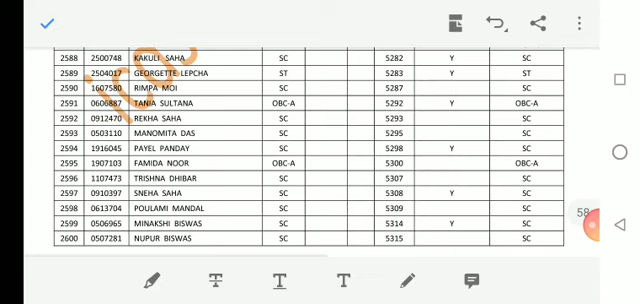 2588 2500748 KAKULI SAHA SC 5282 Y SC
2589 2504017 GEORGETTE LEPCHA ST 5283 Y ST
2590 1607580 RIMPA MOI SC 5287 SC
2591 0606887 TANIA SULTANA OBC-A 5292 Y OBC-A
2592 0912470 REKHA SAHA SC 5293 SC
2593 0503110 MANOMITA DAS SC 5295 SC
2594 1916045 PAYEL PANDAY SC 5298 Y SC
2595 1907103 FAMIDA NOOR OBC-A 5300 OBC-A
2596 1107473 TRISHNA DHIBAR SC 5307 SC
2597 0910397 SNEHA SAHA SC 5308 Y SC
2598 0613704 POULAMI MANDAL SC 5309 SC
2599 0506965 MINAKSHI BISWAS SC 5314 Y SC
2600 0507281 NUPUR BISWAS SC 5315 SC
58
T T T